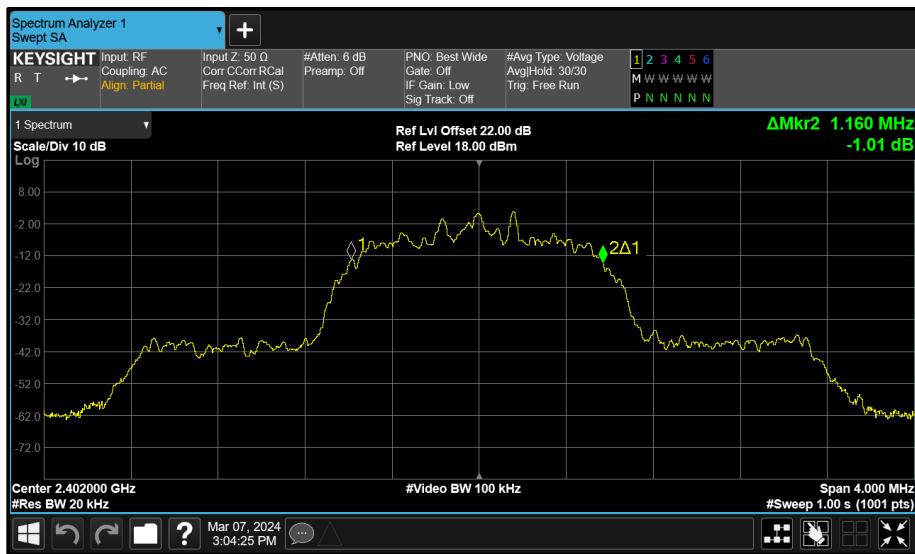 Spectrum Analyzer 1
Swept SA
KEYSIGHT
R T
LXI
Input: RF
Coupling: AC
Align: Partial
Input Z: 50 Ω
Corr CCorr RCal
Freq Ref: Int (S)
#Atten: 6 dB
Preamp: Off
PNO: Best Wide
Gate: Off
IF Gain: Low
Sig Track: Off
#Avg Type: Voltage
Avg|Hold: 30/30
Trig: Free Run
1 2 3 4 5 6
M W W W W W
P N N N N N
1 Spectrum
Scale/Div 10 dB
Log
Ref Lvl Offset 22.00 dB
Ref Level 18.00 dBm
ΔMkr2 1.160 MHz
-1.01 dB
8.00
-2.00
-12.0
-22.0
-32.0
-42.0
-52.0
-62.0
-72.0
1
2Δ1
Center 2.402000 GHz
#Res BW 20 kHz
#Video BW 100 kHz
Span 4.000 MHz
#Sweep 1.00 s (1001 pts)
?
Mar 07, 2024
3:04:25 PM